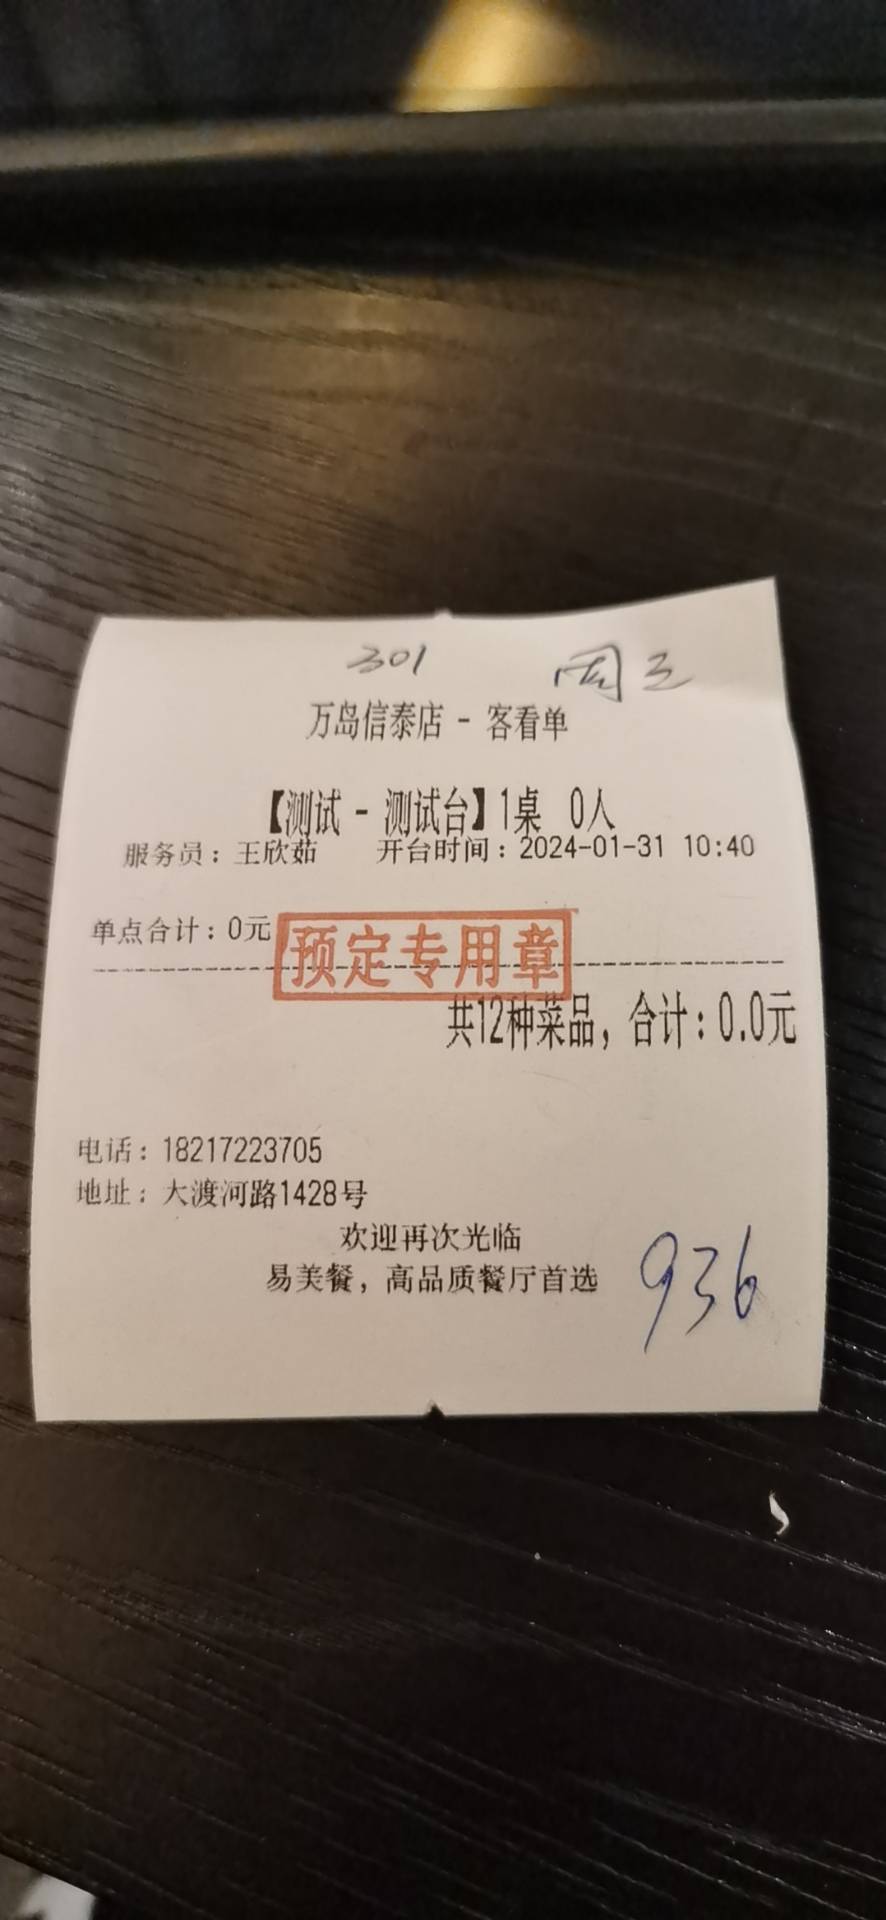 301
万岛信泰店 - 客看单
【测试 - 测试台】1桌 0人
服务员：王欣茹 开台时间：2024-01-31 10:40
单点合计：0元
预定专用章
共12种菜品，合计：0.0元
电话：18217223705
地址：大渡河路1428号
欢迎再次光临
易美餐，高品质餐厅首选
936